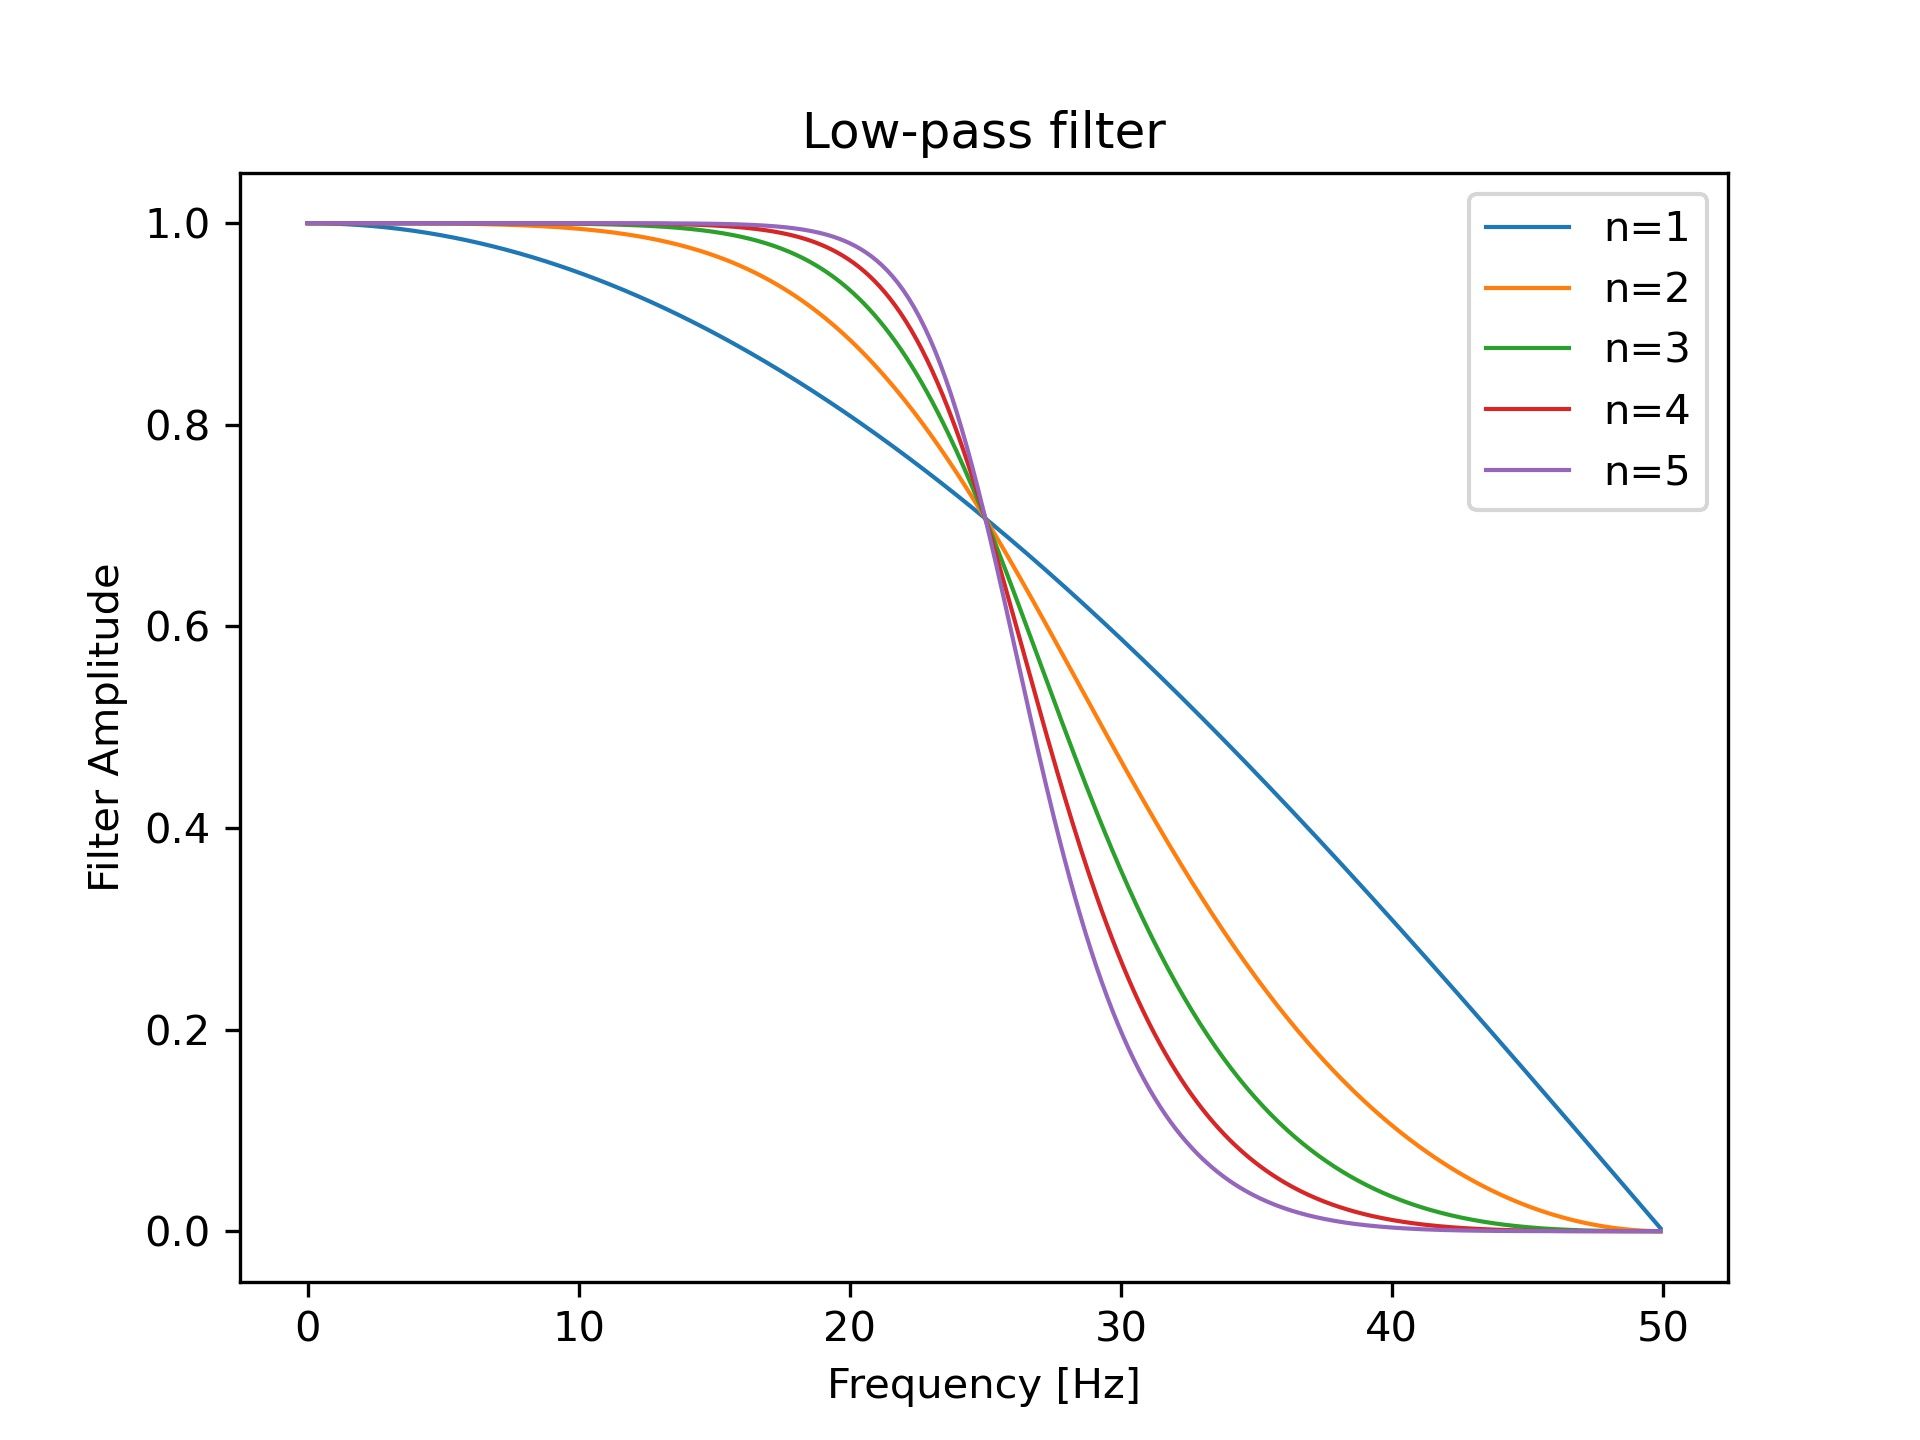 Low-pass filter
1.0
0.8
0.6
0.4
0.2
0.0
Filter Amplitude
n=1
n=2
n=3
n=4
n=5
0 10 20 30 40 50
Frequency [Hz]